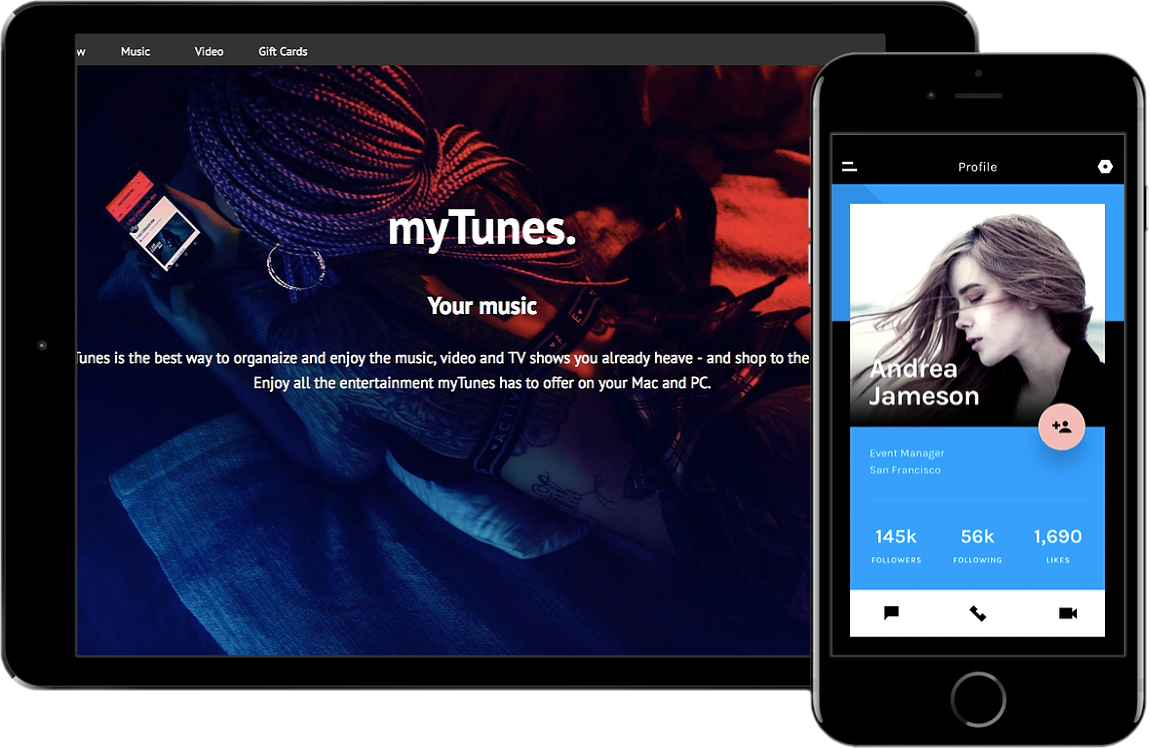 w Music Video Gift Cards
myTunes.
Your music
Tunes is the best way to organaize and enjoy the music, video and TV shows you already heave - and shop to the
Enjoy all the entertainment myTunes has to offer on your Mac and PC.
ACTIVE
Profile
Andrea
Jameson
Event Manager
San Francisco
145k 56k 1,690
FOLLOWERS FOLLOWING LIKES